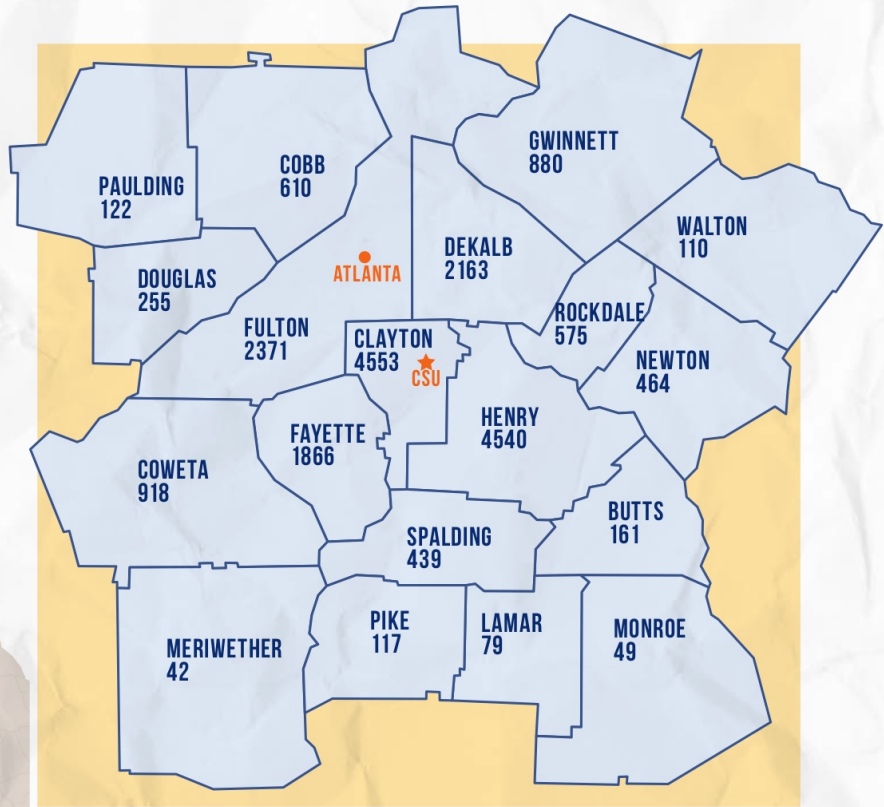 GWINNETT
880
COBB
610
PAULDING
122
WALTON
110
DEKALB
2163
ATLANTA
DOUGLAS
255
ROCKDALE
575
FULTON
2371
CLAYTON
4553
CSU
NEWTON
464
HENRY
4540
FAYETTE
1866
COWETA
918
BUTTS
161
SPALDING
439
PIKE
117
LAMAR
79
MONROE
49
MERIWETHER
42